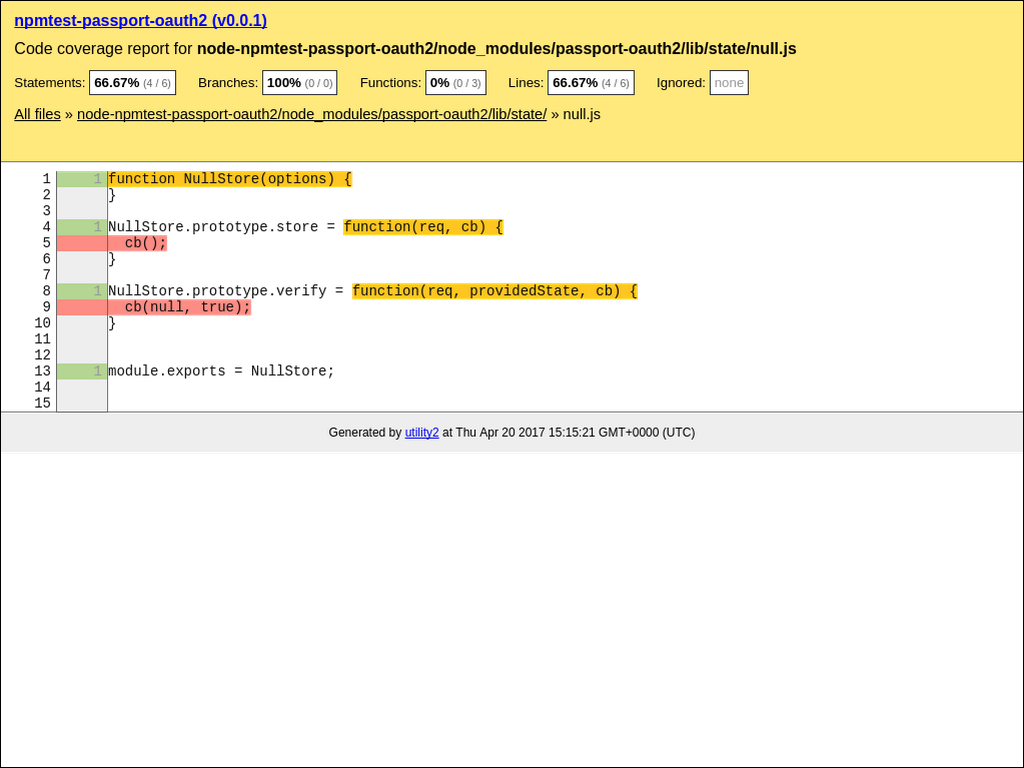 npmtest-passport-oauth2 (v0.0.1)
Code coverage report for node-npmtest-passport-oauth2/node_modules/passport-oauth2/lib/state/null.js
Statements: 66.67% (4 / 6) Branches: 100% (0 / 0) Functions: 0% (0 / 3) Lines: 66.67% (4 / 6) Ignored: none
All files » node-npmtest-passport-oauth2/node_modules/passport-oauth2/lib/state/ » null.js
1 1 function NullStore(options) {
2 }
3
4 1 NullStore.prototype.store = function(req, cb) {
5   cb();
6 }
7
8 1 NullStore.prototype.verify = function(req, providedState, cb) {
9   cb(null, true);
10 }
11
12
13 1 module.exports = NullStore;
14
15
Generated by utility2 at Thu Apr 20 2017 15:15:21 GMT+0000 (UTC)